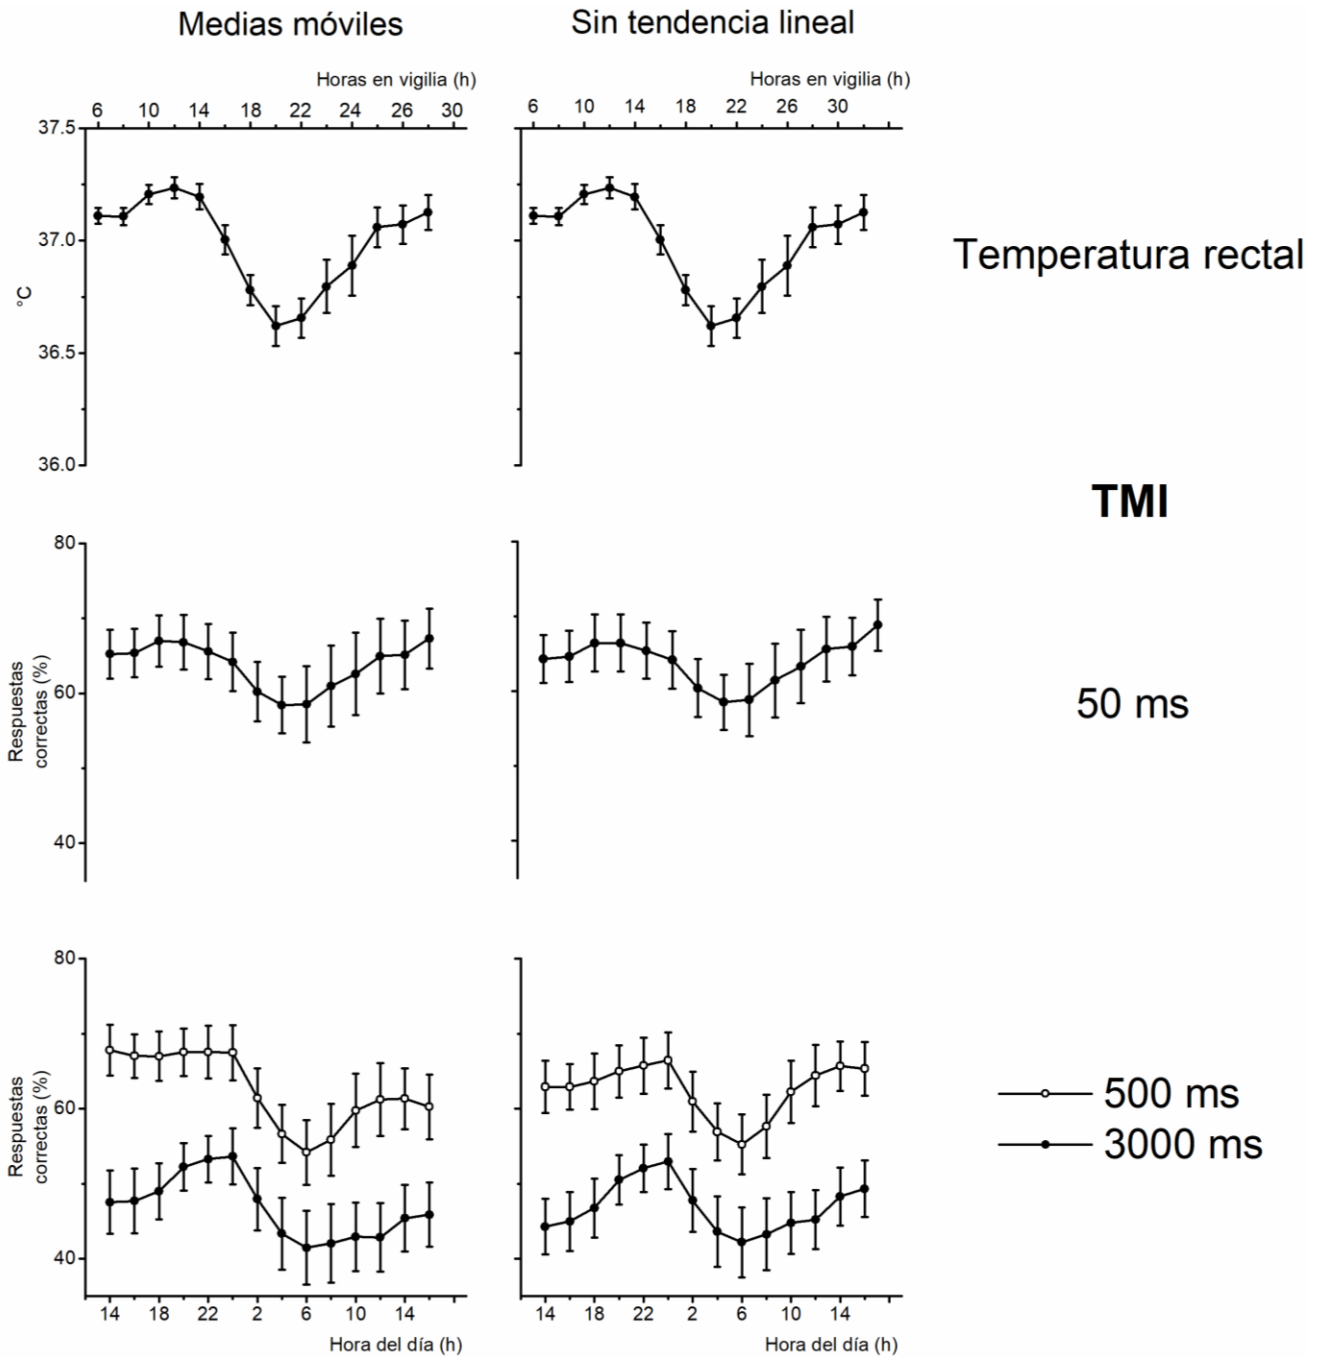 Medias móviles
Sin tendencia lineal
Horas en vigilia (h)
6 10 14 18 22 24 26 30
Horas en vigilia (h)
6 10 14 18 22 26 30
37.5
37.0
36.5
36.0
°C
Temperatura rectal
TMI
80
60
40
Respuestas
correctas (%)
50 ms
80
60
40
Respuestas
correctas (%)
500 ms
3000 ms
14 18 22 2 6 10 14
Hora del día (h)
14 18 22 2 6 10 14
Hora del día (h)